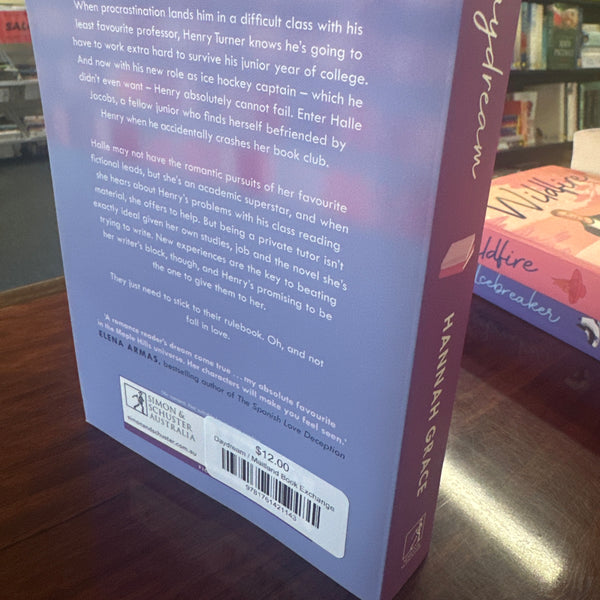 When procrastination lands him in a difficult class with his
least favourite professor, Henry Turner knows he's going to
have to work extra hard to survive his junior year of college.
And now with his new role as ice hockey captain – which he
didn't even want – Henry absolutely cannot fail. Enter Halle
Jacobs, a fellow junior who finds herself befriended by
Henry when he accidentally crashes her book club.
Halle may not have the romantic pursuits of her favourite
fictional leads, but she's an academic superstar, and when
she hears about Henry's problems with his class reading
material, she offers to help. But being a private tutor isn't
exactly ideal given her own studies, job and the novel she's
trying to write. New experiences are the key to beating
her writer's block, though, and Henry's promising to be
the one to give them to her.
They just need to stick to their rulebook. Oh, and not
fall in love.
'A romance reader's dream come true . . . my absolute favourite
in the Maple Hills universe. Her characters will make you feel seen.'
ELENA ARMAS, bestselling author of The Spanish Love Deception
SIMON &
SCHUSTER
AUSTRALIA
simonandschuster.com.au
$12.00
Daydream / Maitland Book Exchange
9781761421143
ydream
HANNAH GRACE
Wildfire
ldfire
Icebreaker